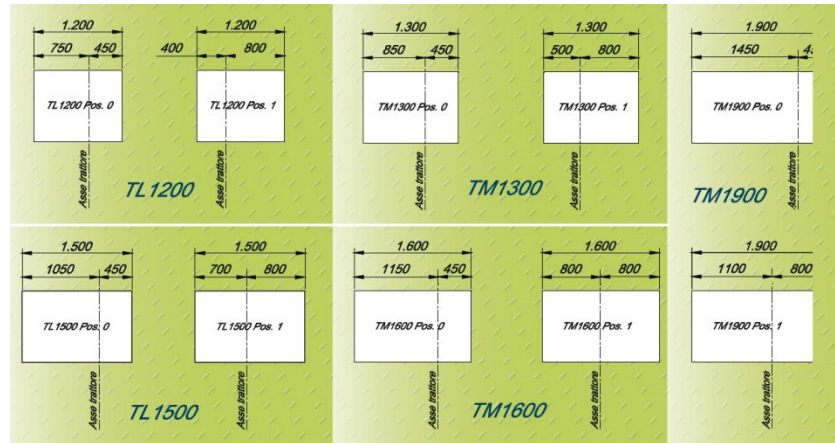 1.200
750 450
TL1200 Pos. 0
Asse trattore
1.200
400 800
TL1200 Pos. 1
Asse trattore
TL1200
1.300
850 450
TM1300 Pos. 0
Asse trattore
1.300
500 800
TM1300 Pos. 1
Asse trattore
TM1300
1.900
1450
TM1900 Pos. 0
Asse trattore
TM1900
1.500
1050 450
TL1500 Pos. 0
Asse trattore
1.500
700 800
TL1500 Pos. 1
Asse trattore
TL1500
1.600
1150 450
TM1600 Pos. 0
Asse trattore
1.600
800 800
TM1600 Pos. 1
Asse trattore
TM1600
1.900
1100 800
TM1900 Pos. 1
Asse trattore